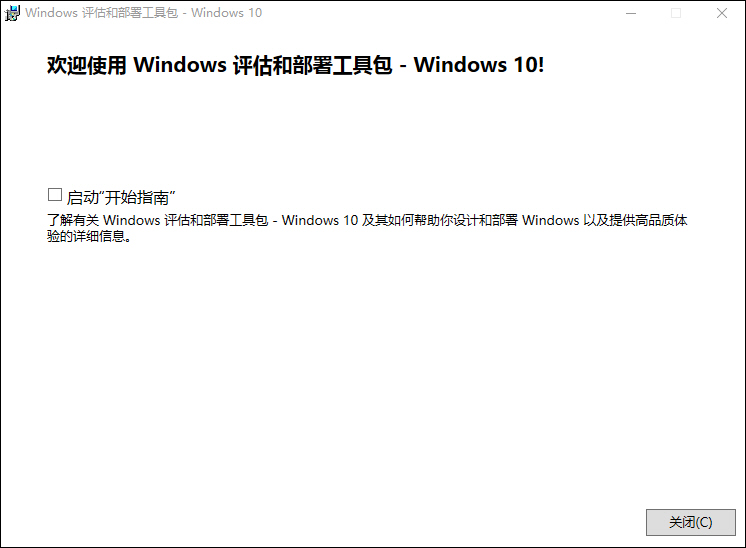 Windows 评估和部署工具包 - Windows 10
欢迎使用 Windows 评估和部署工具包 - Windows 10!
启动“开始指南”
了解有关 Windows 评估和部署工具包 - Windows 10 及其如何帮助你设计和部署 Windows 以及提供高品质体
验的详细信息。
关闭(C)